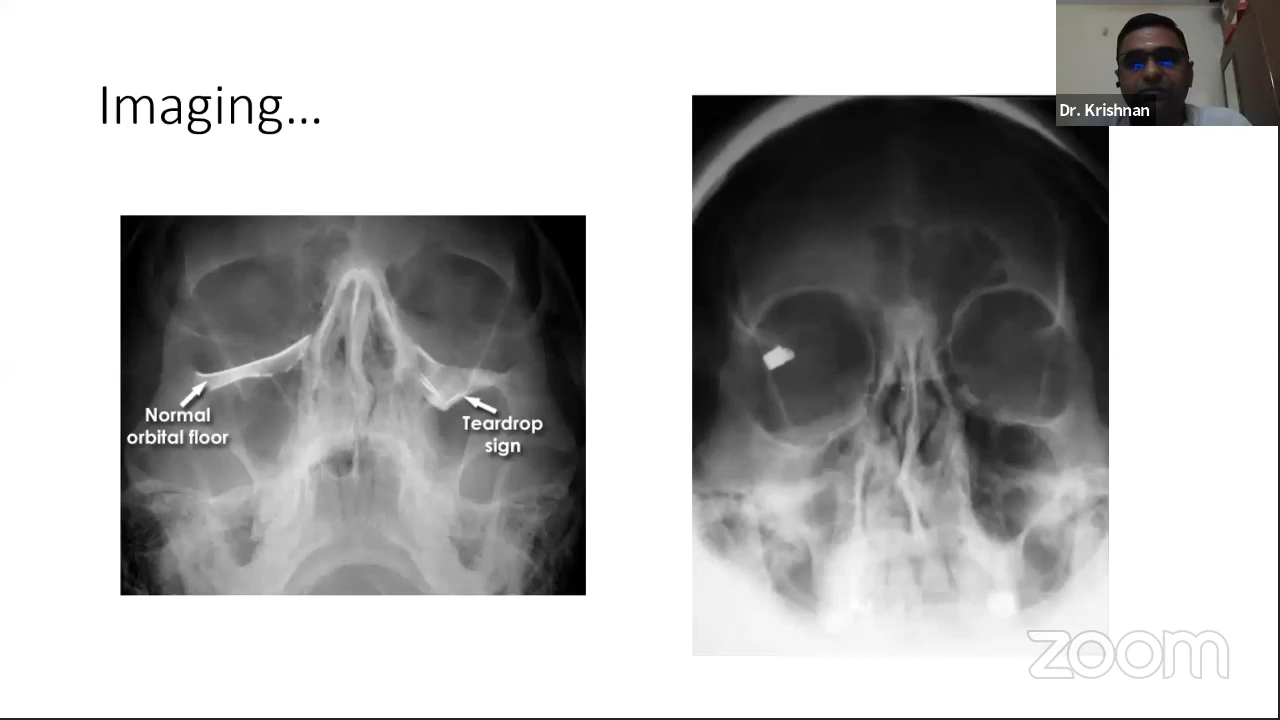 Imaging...
Dr. Krishnan
Normal
orbital floor
Teardrop
sign
zoom